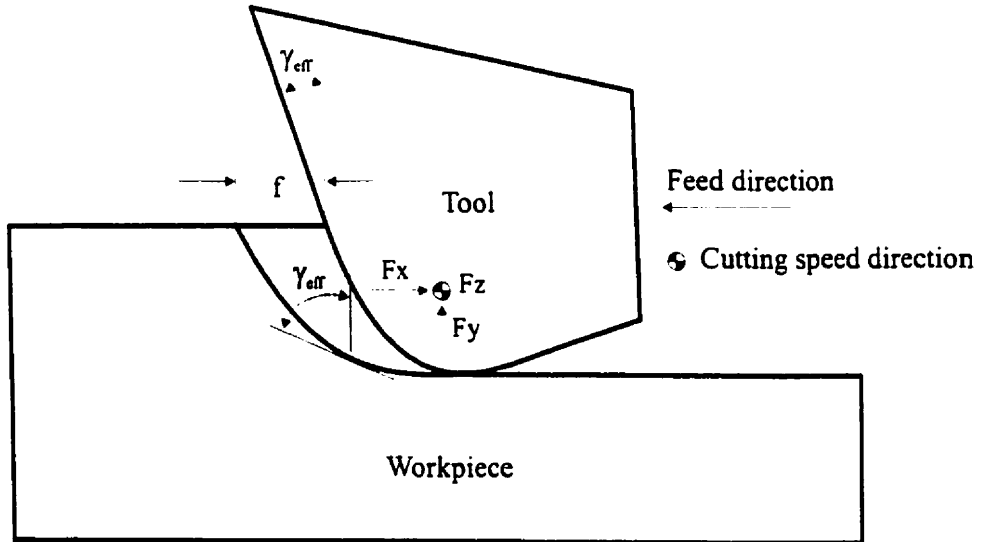 γeff
f
Tool
Feed direction
Cutting speed direction
γeff
Fx
Fz
Fy
Workpiece